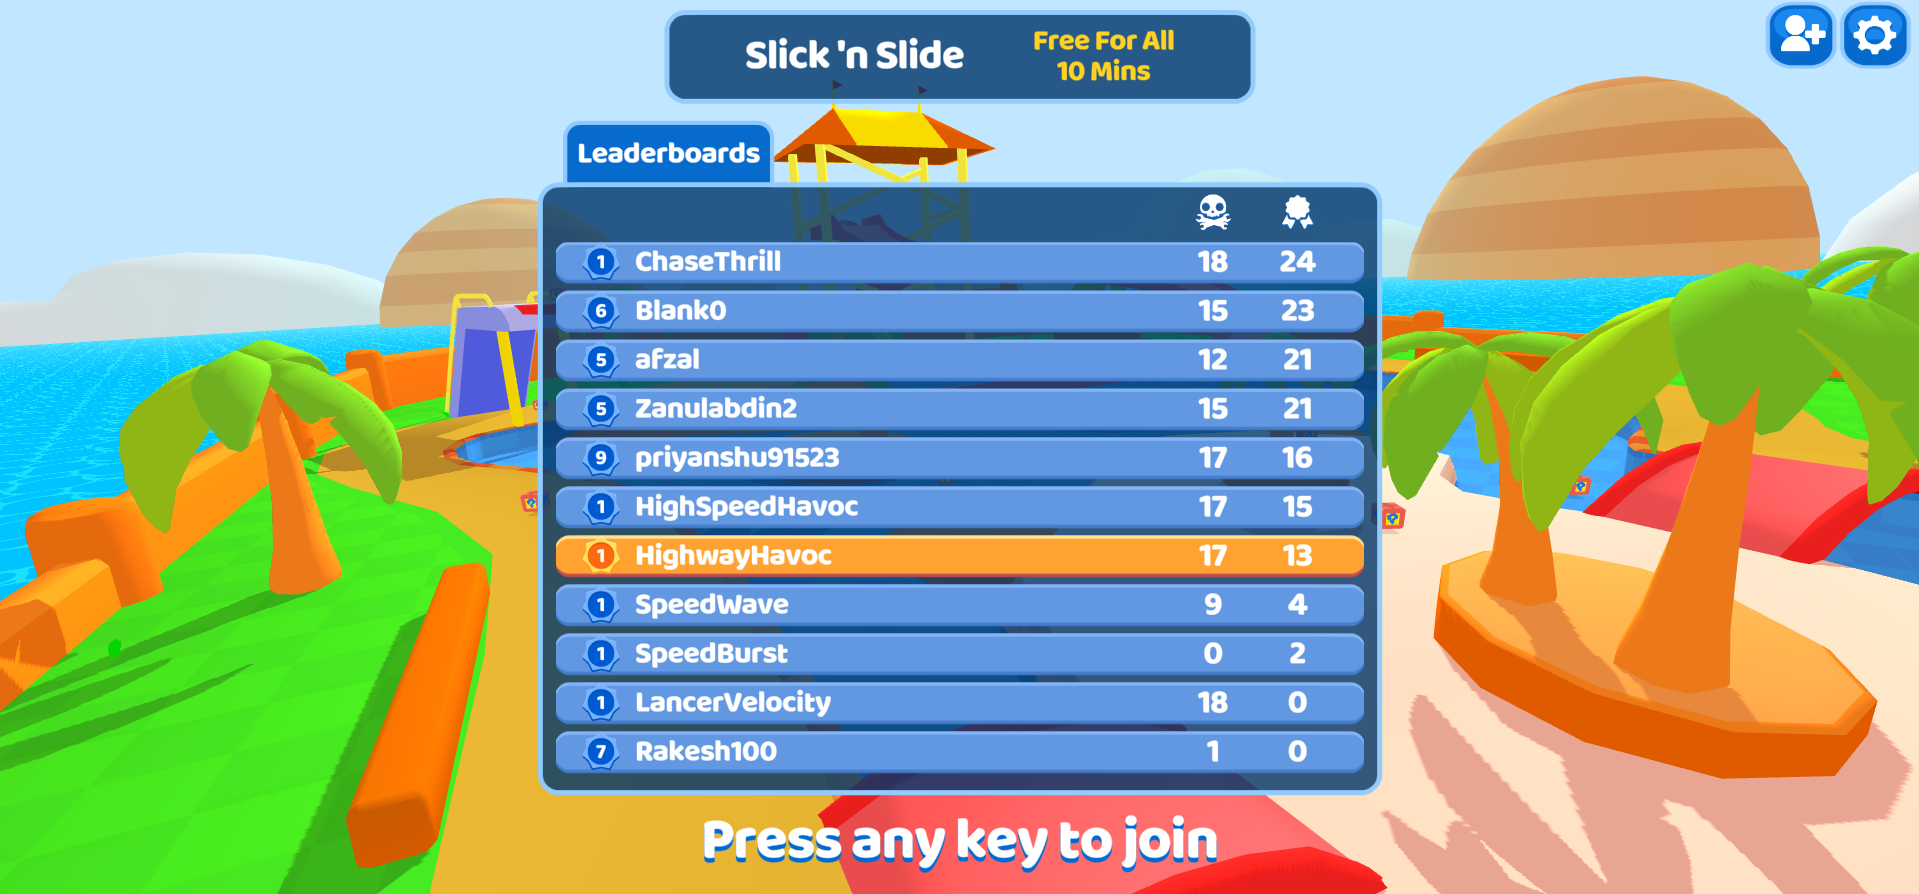 Slick 'n Slide
Free For All
10 Mins
Leaderboards
1 ChaseThrill 18 24
6 Blank0 15 23
5 afzal 12 21
5 Zanulabdin2 15 21
9 priyanshu91523 17 16
1 HighSpeedHavoc 17 15
1 HighwayHavoc 17 13
1 SpeedWave 9 4
1 SpeedBurst 0 2
1 LancerVelocity 18 0
7 Rakesh100 1 0
Press any key to join